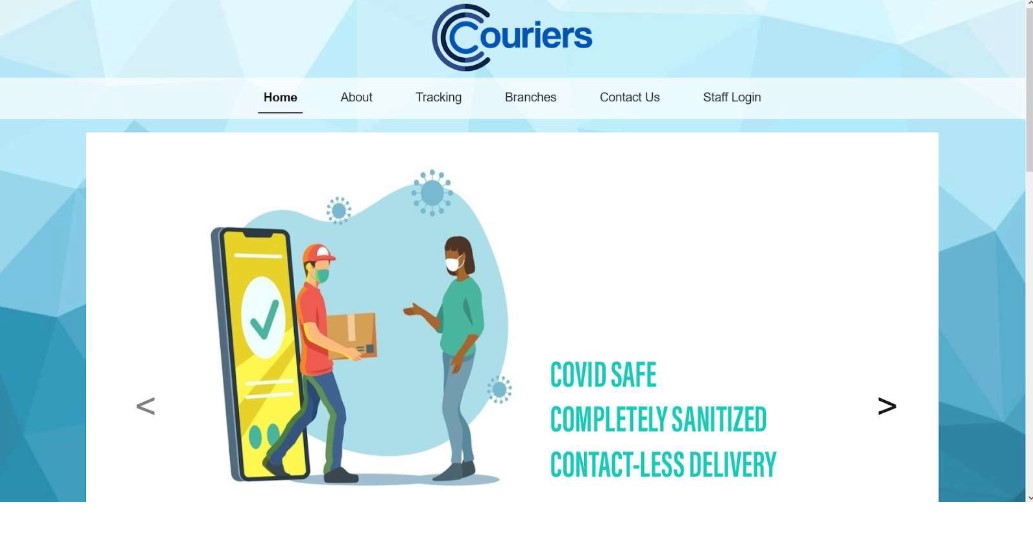 Couriers
Home About Tracking Branches Contact Us Staff Login
COVID SAFE
COMPLETELY SANITIZED
< >
CONTACT-LESS DELIVERY